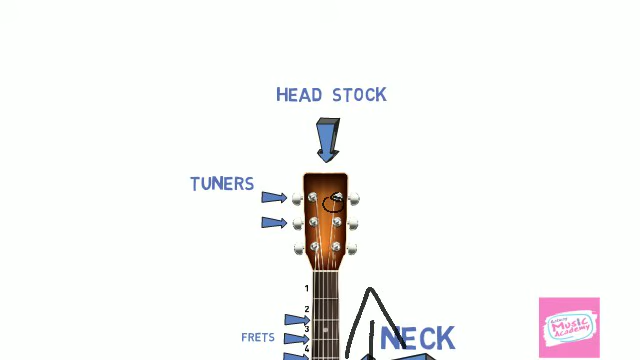 HEAD STOCK
TUNERS
1
2
3
4
FRETS
NECK
Music
Academy